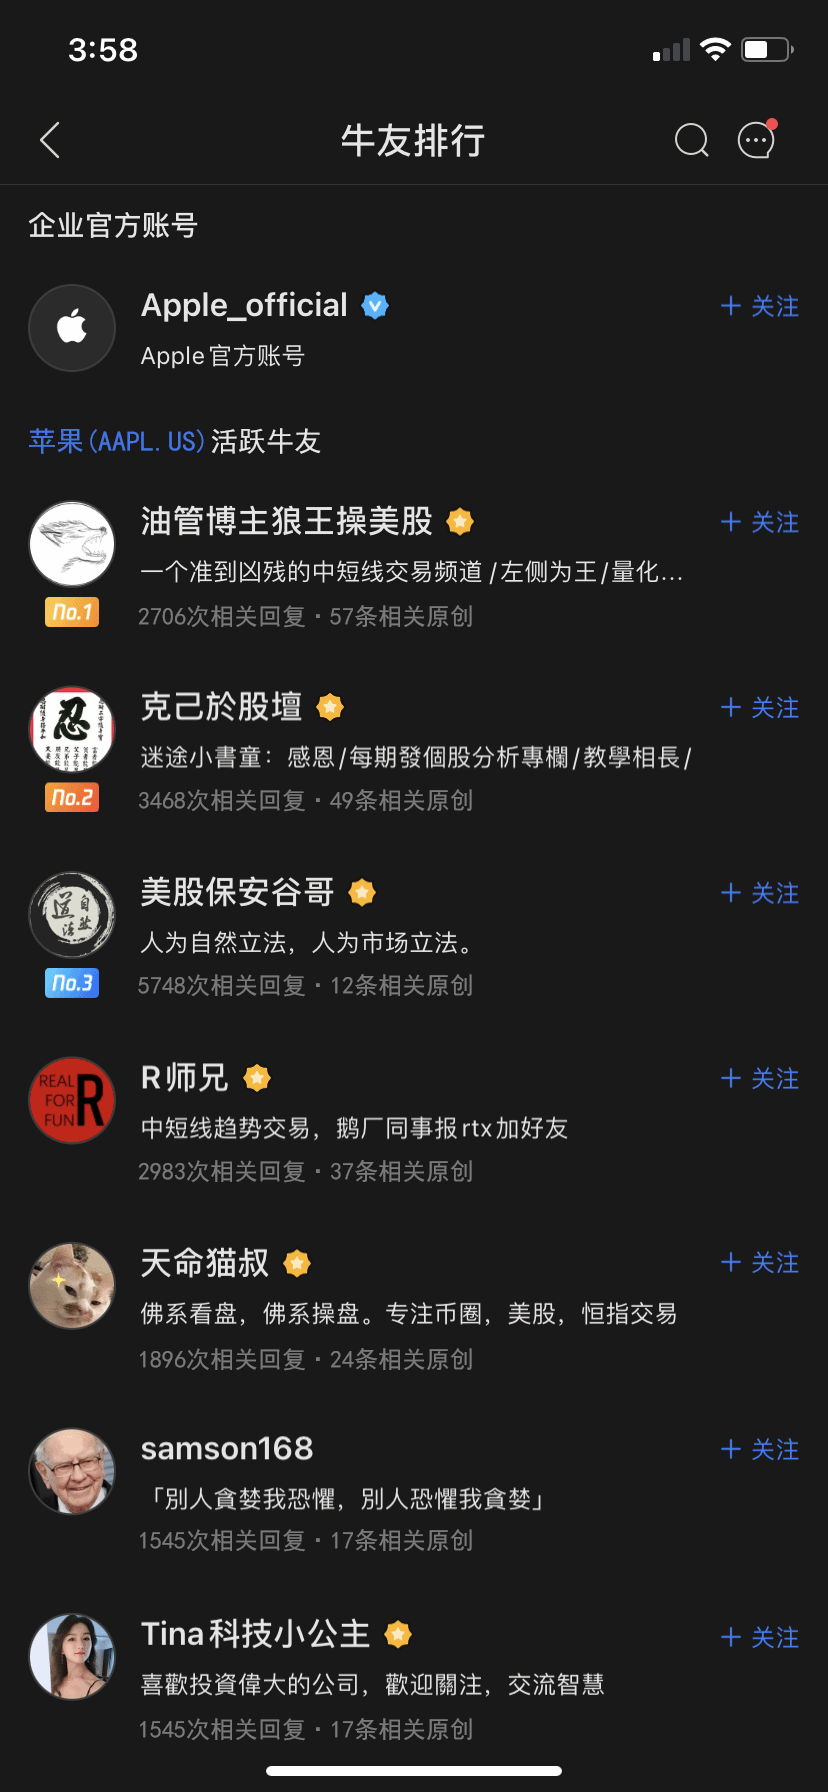 3:58
牛友排行
企业官方账号
Apple_official
+ 关注
Apple官方账号
苹果(AAPL.US)活跃牛友
油管博主狼王操美股
+ 关注
一个准到凶残的中短线交易频道/左侧为王/量化...
No.1
2706次相关回复·57条相关原创
忍
克己於股壇
+ 关注
迷途小書童：感恩/每期發個股分析專欄/教學相長/
No.2
3468次相关回复·49条相关原创
美股保安谷哥
+ 关注
人为自然立法，人为市场立法。
No.3
5748次相关回复·12条相关原创
REAL
FOR
FUN
R
R师兄
+ 关注
中短线趋势交易，鹅厂同事报rtx加好友
2983次相关回复·37条相关原创
天命猫叔
+ 关注
佛系看盘，佛系操盘。专注币圈，美股，恒指交易
1896次相关回复·24条相关原创
samson168
+ 关注
「別人貪婪我恐懼，別人恐懼我貪婪」
1545次相关回复·17条相关原创
Tina科技小公主
+ 关注
喜歡投資偉大的公司，歡迎關注，交流智慧
1545次相关回复·17条相关原创